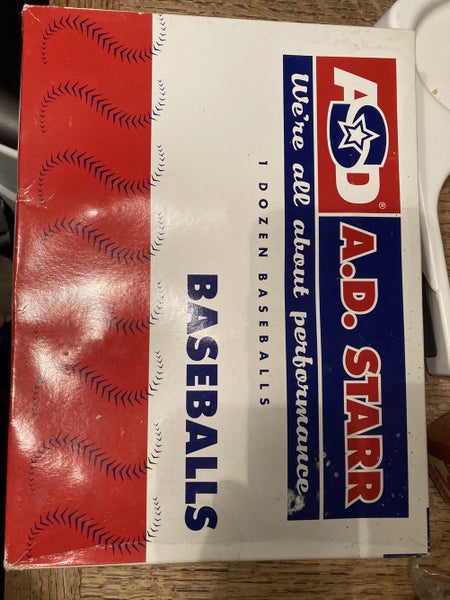 ASD®
A.D. STARR
We're all about performance
1 DOZEN BASEBALLS
BASEBALLS